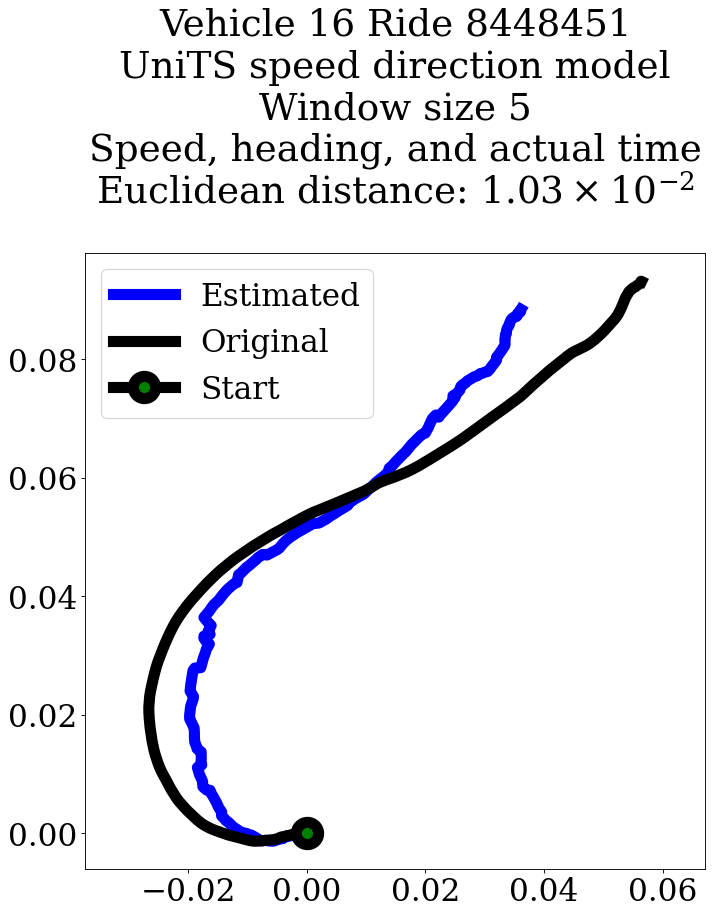 Vehicle 16 Ride 8448451
UniTS speed direction model
Window size 5
Speed, heading, and actual time
Euclidean distance: 1.03 × 10⁻²
Estimated
Original
Start
0.08
0.06
0.04
0.02
0.00
−0.02 0.00 0.02 0.04 0.06